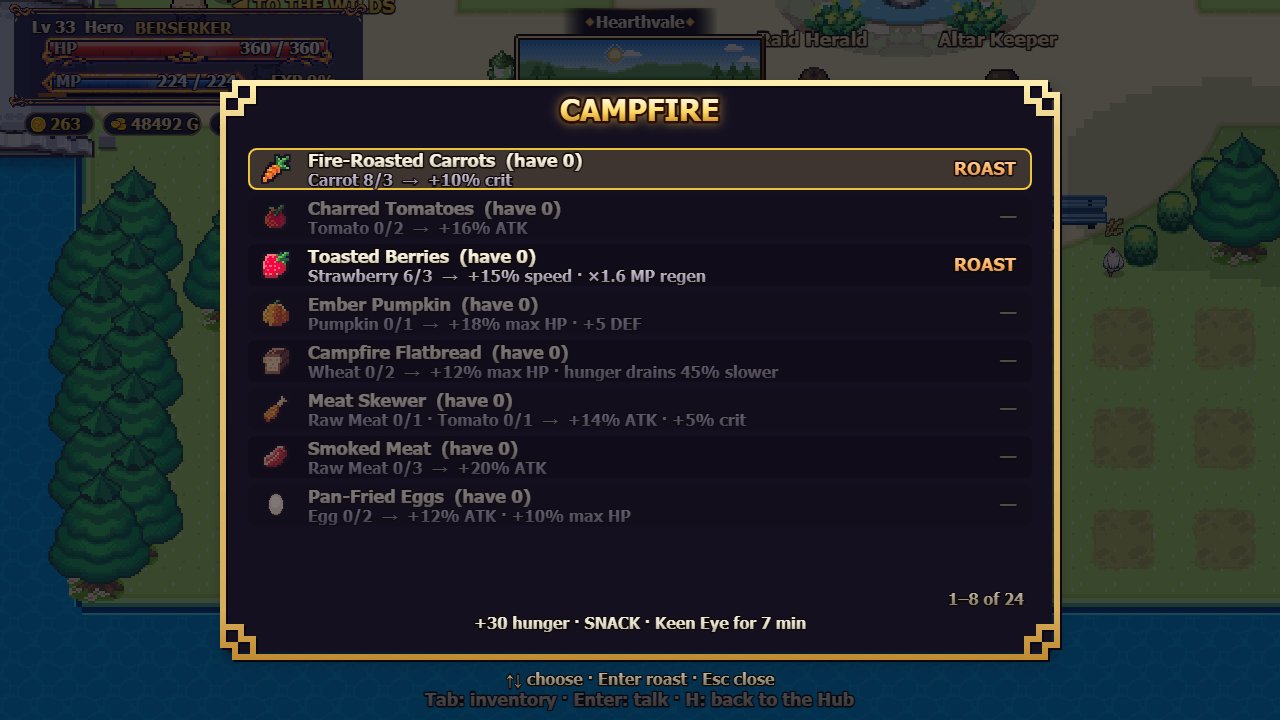 TO THE WILDS
Lv 33 Hero BERSERKER
HP 360 / 360
MP 224 / 224
263
48492 G
Hearthvale
Raid Herald
Altar Keeper
CAMPFIRE
Fire-Roasted Carrots (have 0)
Carrot 8/3 → +10% crit
ROAST
Charred Tomatoes (have 0)
Tomato 0/2 → +16% ATK
—
Toasted Berries (have 0)
Strawberry 6/3 → +15% speed · ×1.6 MP regen
ROAST
Ember Pumpkin (have 0)
Pumpkin 0/1 → +18% max HP · +5 DEF
—
Campfire Flatbread (have 0)
Wheat 0/2 → +12% max HP · hunger drains 45% slower
—
Meat Skewer (have 0)
Raw Meat 0/1 · Tomato 0/1 → +14% ATK · +5% crit
—
Smoked Meat (have 0)
Raw Meat 0/3 → +20% ATK
—
Pan-Fried Eggs (have 0)
Egg 0/2 → +12% ATK · +10% max HP
—
1–8 of 24
+30 hunger · SNACK · Keen Eye for 7 min
↑↓ choose · Enter roast · Esc close
Tab: inventory · Enter: talk · H: back to the Hub